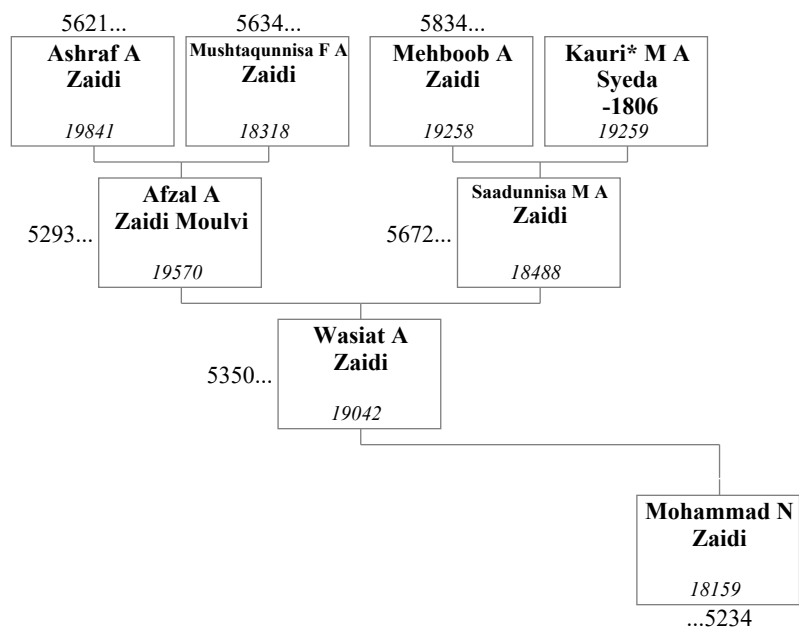 5621...
Ashraf A
Zaidi
19841
5634...
Mushtaqunnisa F A
Zaidi
18318
5834...
Mehboob A
Zaidi
19258
Kauri* M A
Syeda
-1806
19259
5293...
Afzal A
Zaidi Moulvi
19570
5672...
Saadunnisa M A
Zaidi
18488
5350...
Wasiat A
Zaidi
19042
Mohammad N
Zaidi
18159
...5234